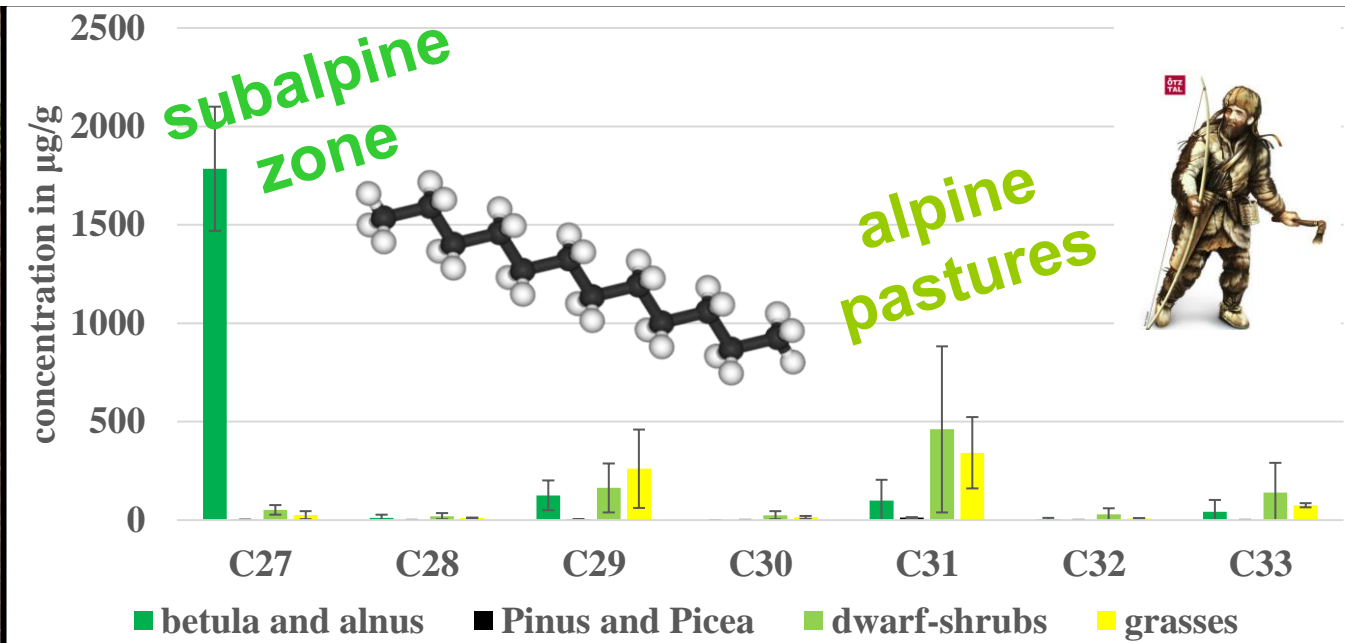 concentration in µg/g
2500
2000
1500
1000
500
0
subalpine
zone
alpine
pastures
ÖTZ
TAL
C27 C28 C29 C30 C31 C32 C33
betula and alnus Pinus and Picea dwarf-shrubs grasses